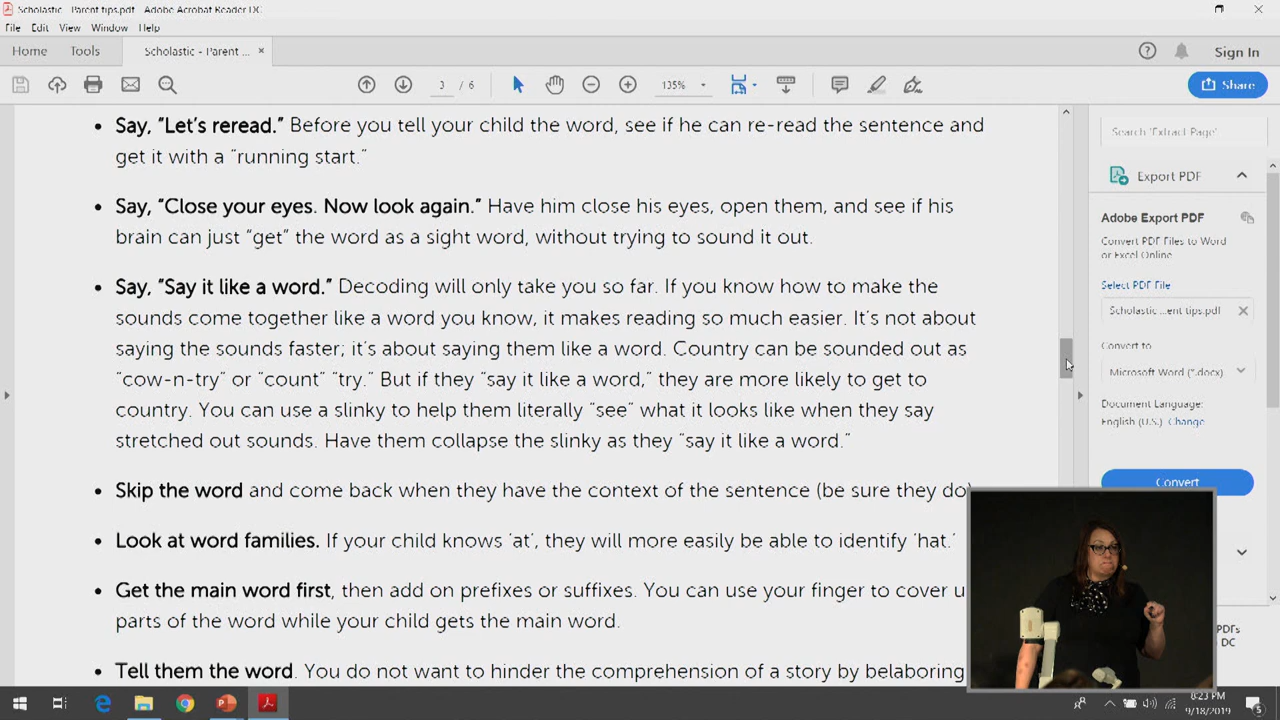 Scholastic - Parent tips.pdf - Adobe Acrobat Reader DC
File Edit View Window Help
Home Tools Scholastic - Parent ... ×
Sign In
3 / 6
135%
Share
• Say, “Let’s reread.” Before you tell your child the word, see if he can re-read the sentence and
get it with a “running start.”
• Say, “Close your eyes. Now look again.” Have him close his eyes, open them, and see if his
brain can just “get” the word as a sight word, without trying to sound it out.
• Say, “Say it like a word.” Decoding will only take you so far. If you know how to make the
sounds come together like a word you know, it makes reading so much easier. It’s not about
saying the sounds faster; it’s about saying them like a word. Country can be sounded out as
“cow-n-try” or “count” “try.” But if they “say it like a word,” they are more likely to get to
country. You can use a slinky to help them literally “see” what it looks like when they say
stretched out sounds. Have them collapse the slinky as they “say it like a word.”
• Skip the word and come back when they have the context of the sentence (be sure they do)
• Look at word families. If your child knows ‘at’, they will more easily be able to identify ‘hat.’
• Get the main word first, then add on prefixes or suffixes. You can use your finger to cover u
parts of the word while your child gets the main word.
• Tell them the word. You do not want to hinder the comprehension of a story by belaboring
Search 'Extract Page'
Export PDF
Adobe Export PDF
Convert PDF Files to Word
or Excel Online
Select PDF File
Scholastic ...ent tips.pdf
Convert to
Microsoft Word (*.docx)
Document Language:
English (U.S.) Change
Convert
PDFs
DC
8:23 PM
9/18/2019
5